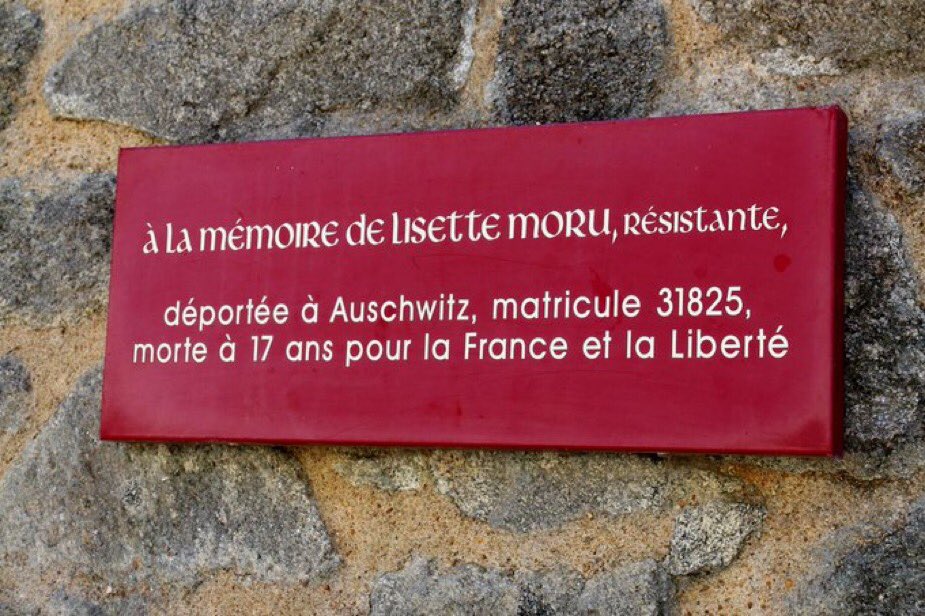 à la mémoire de lisette moru, résistante,
déportée à Auschwitz, matricule 31825,
morte à 17 ans pour la France et la Liberté